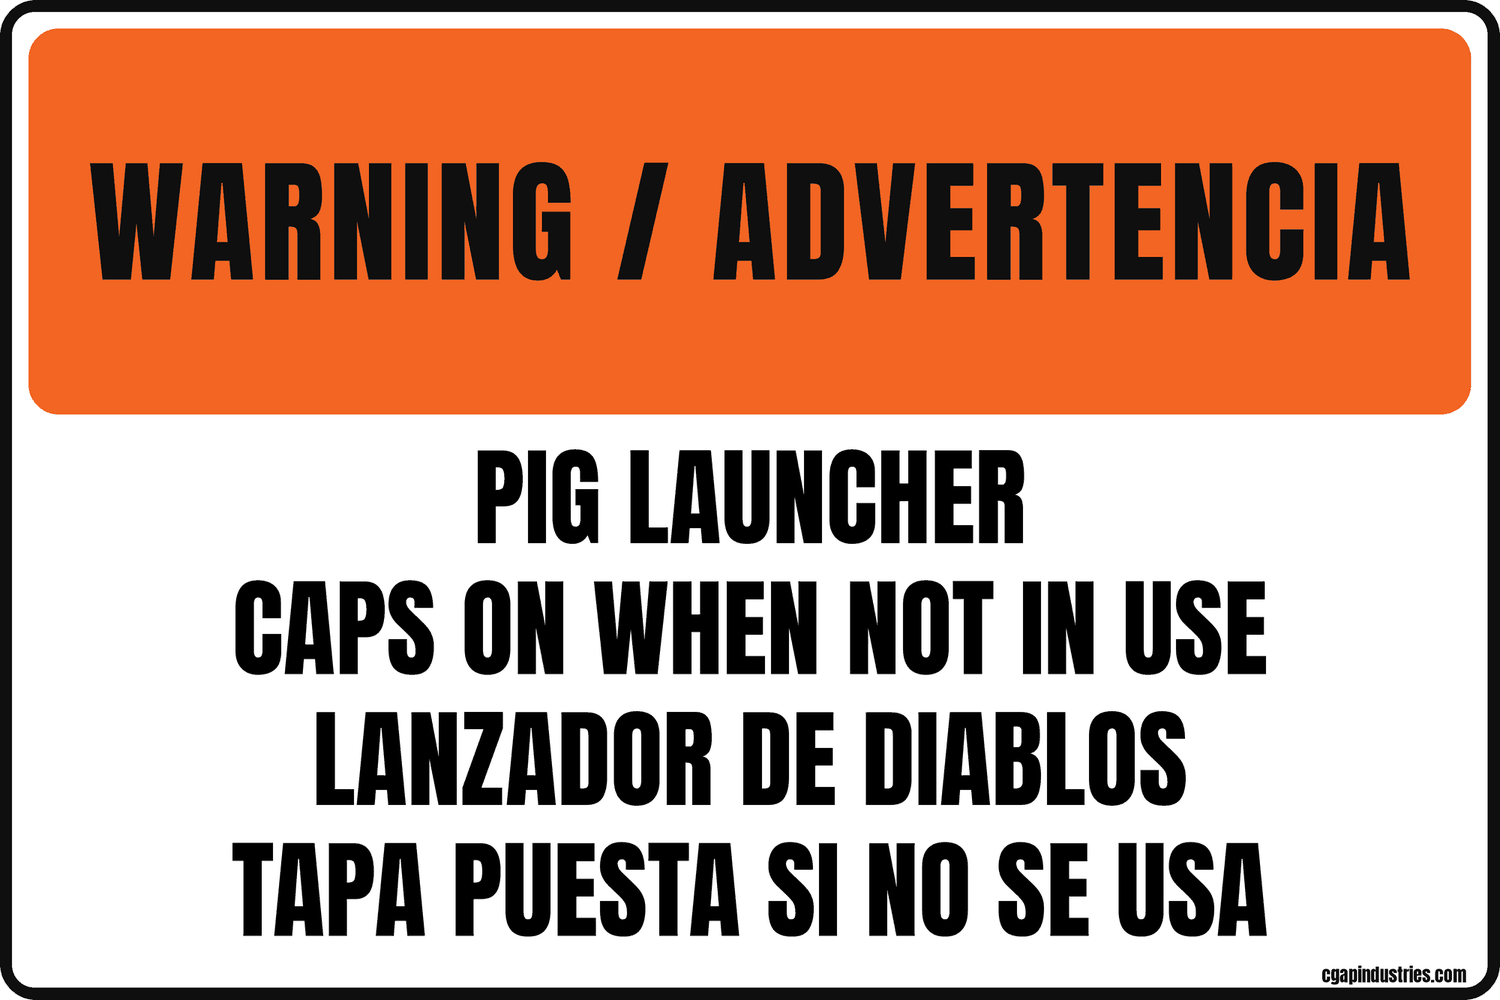 WARNING / ADVERTENCIA
PIG LAUNCHER
CAPS ON WHEN NOT IN USE
LANZADOR DE DIABLOS
TAPA PUESTA SI NO SE USA
cgapindustries.com